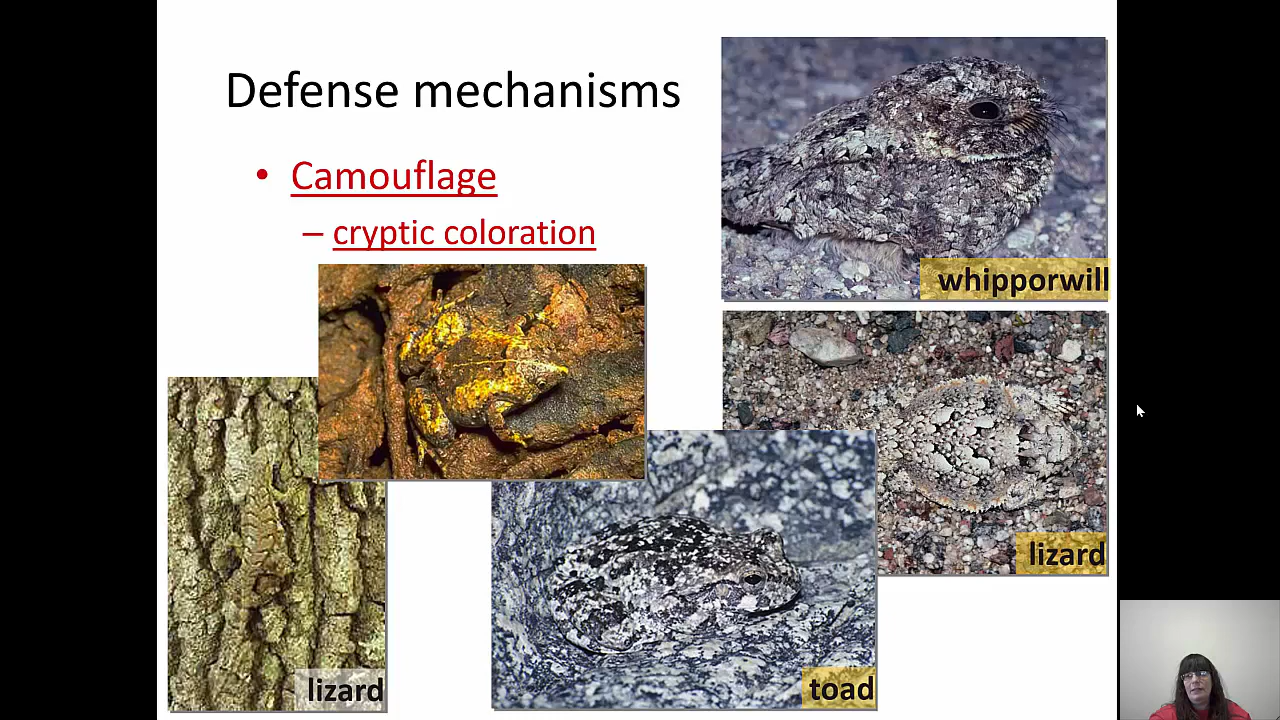 Defense mechanisms
• Camouflage
– cryptic coloration
whipporwill
lizard
lizard
toad